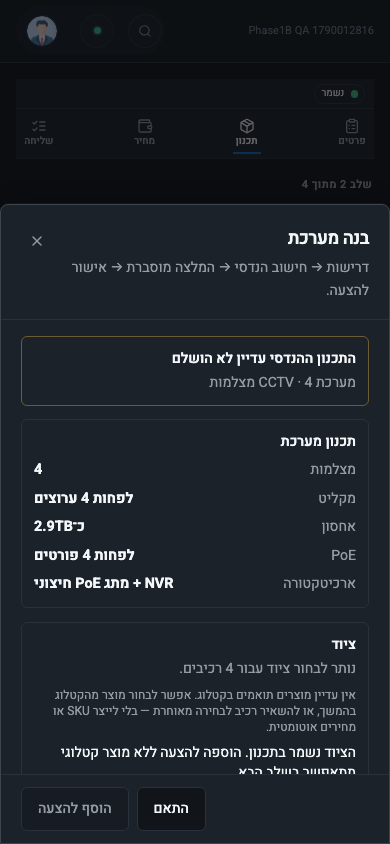 Phase1B QA 1790012816
נשמר
פרטים
תכנון
מחיר
שליחה
שלב 2 מתוך 4
בנה מערכת
דרישות → חישוב הנדסי → המלצה מוסברת → אישור
להצעה.
התכנון ההנדסי עדיין לא הושלם
מערכת CCTV · 4 מצלמות
תכנון מערכת
מצלמות 4
מקליט לפחות 4 ערוצים
אחסון כ־2.9TB
PoE לפחות 4 פורטים
ארכיטקטורה NVR + מתג PoE חיצוני
ציוד
נותר לבחור ציוד עבור 4 רכיבים.
אין עדיין מוצרים תואמים בקטלוג. אפשר לבחור מוצר מהקטלוג
בהמשך, או להשאיר רכיב לבחירה מאוחרת — בלי לייצר SKU או
מחירים אוטומטית.
הציוד נשמר בתכנון. הוספה להצעה ללא מוצר קטלוגי
תתאפשר בשלב הבא
התאם
הוסף להצעה